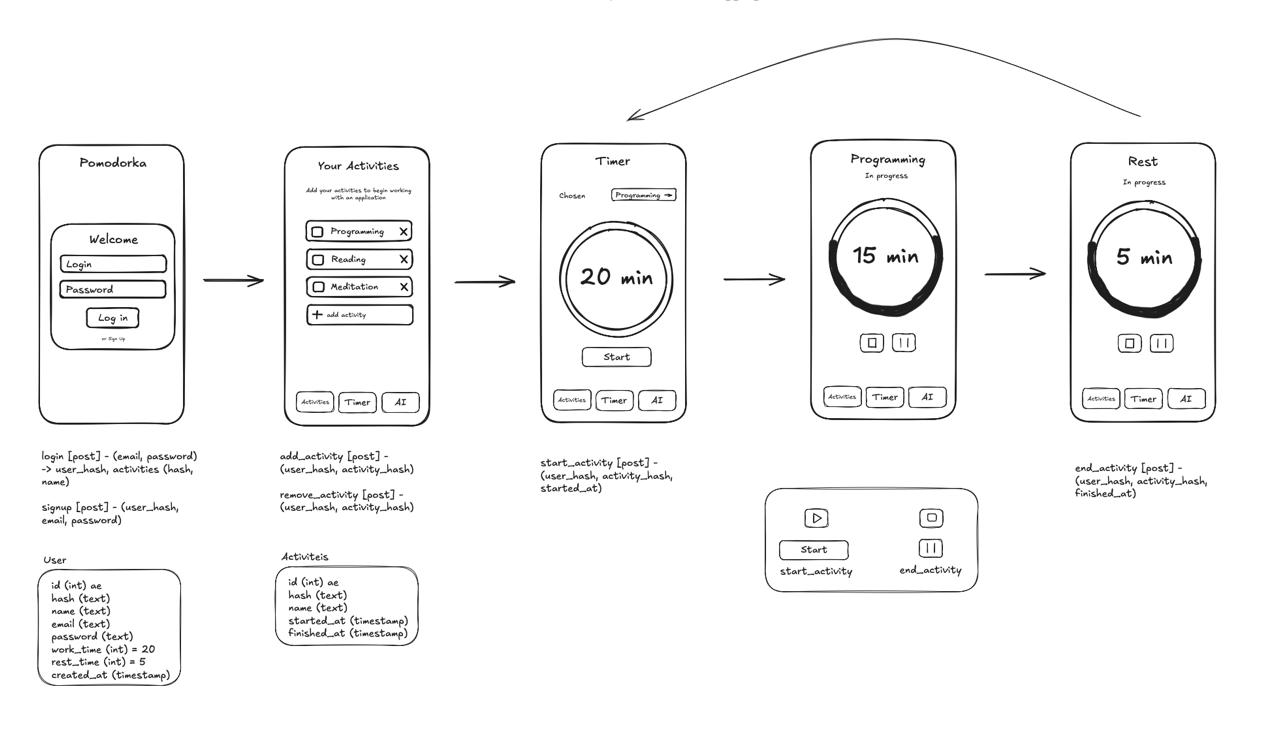 Pomodorka
Welcome
Login
Password
Log in
or Sign Up
login [post] - (email, password)
-> user_hash, activities (hash,
name)
signup [post] - (user_hash,
email, password)
User
id (int) ae
hash (text)
name (text)
email (text)
password (text)
work_time (int) = 20
rest_time (int) = 5
created_at (timestamp)
Your Activities
Add your activities to begin working
with an application
Programming
Reading
Meditation
add activity
Activities
Timer
AI
add_activity [post] -
(user_hash, activity_hash)
remove_activity [post] -
(user_hash, activity_hash)
Activiteis
id (int) ae
hash (text)
name (text)
started_at (timestamp)
finished_at (timestamp)
Timer
Chosen
Programming
20 min
Start
Activities
Timer
AI
start_activity [post] -
(user_hash, activity_hash,
started_at)
Programming
In progress
15 min
Activities
Timer
AI
Start
start_activity
end_activity
Rest
In progress
5 min
Activities
Timer
AI
end_activity [post] -
(user_hash, activity_hash,
finished_at)